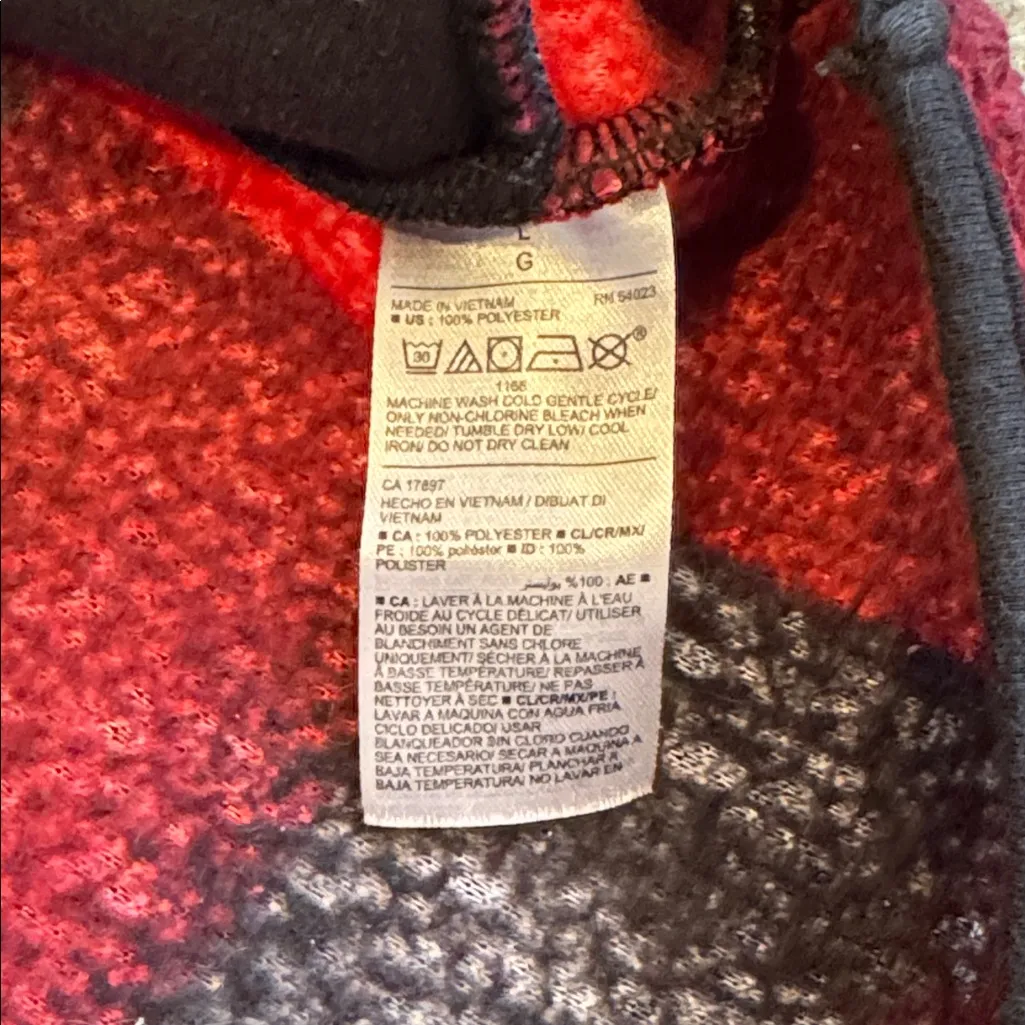 L
G
MADE IN VIETNAM RN 54023
■ US : 100% POLYESTER
30
®
1166
MACHINE WASH COLD GENTLE CYCLE/
ONLY NON-CHLORINE BLEACH WHEN
NEEDED/ TUMBLE DRY LOW/ COOL
IRON/ DO NOT DRY CLEAN
CA 17897
HECHO EN VIETNAM / DIBUAT DI
VIETNAM
■ CA : 100% POLYESTER ■ CL/CR/MX/
PE : 100% poliéster ■ ID : 100%
POLISTER
■ AE : 100% بوليستر
■ CA : LAVER À LA MACHINE À L'EAU
FROIDE AU CYCLE DÉLICAT/ UTILISER
AU BESOIN UN AGENT DE
BLANCHIMENT SANS CHLORE
UNIQUEMENT/ SÉCHER À LA MACHINE
À BASSE TEMPÉRATURE/ REPASSER À
BASSE TEMPÉRATURE/ NE PAS
NETTOYER À SEC ■ CL/CR/MX/PE :
LAVAR A MAQUINA CON AGUA FRIA
CICLO DELICADO/ USAR
BLANQUEADOR SIN CLORO CUANDO
SEA NECESARIO/ SECAR A MAQUINA A
BAJA TEMPERATURA/ PLANCHAR A
BAJA TEMPERATURA/ NO LAVAR EN